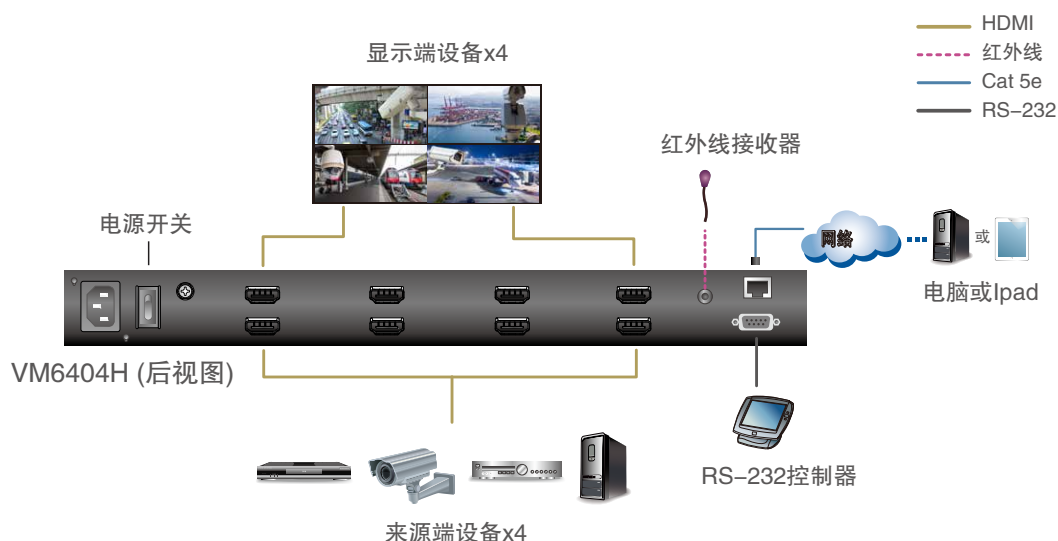 HDMI
红外线
Cat 5e
RS-232
显示端设备x4
红外线接收器
电源开关
网络
或
电脑或Ipad
VM6404H (后视图)
RS-232控制器
来源端设备x4